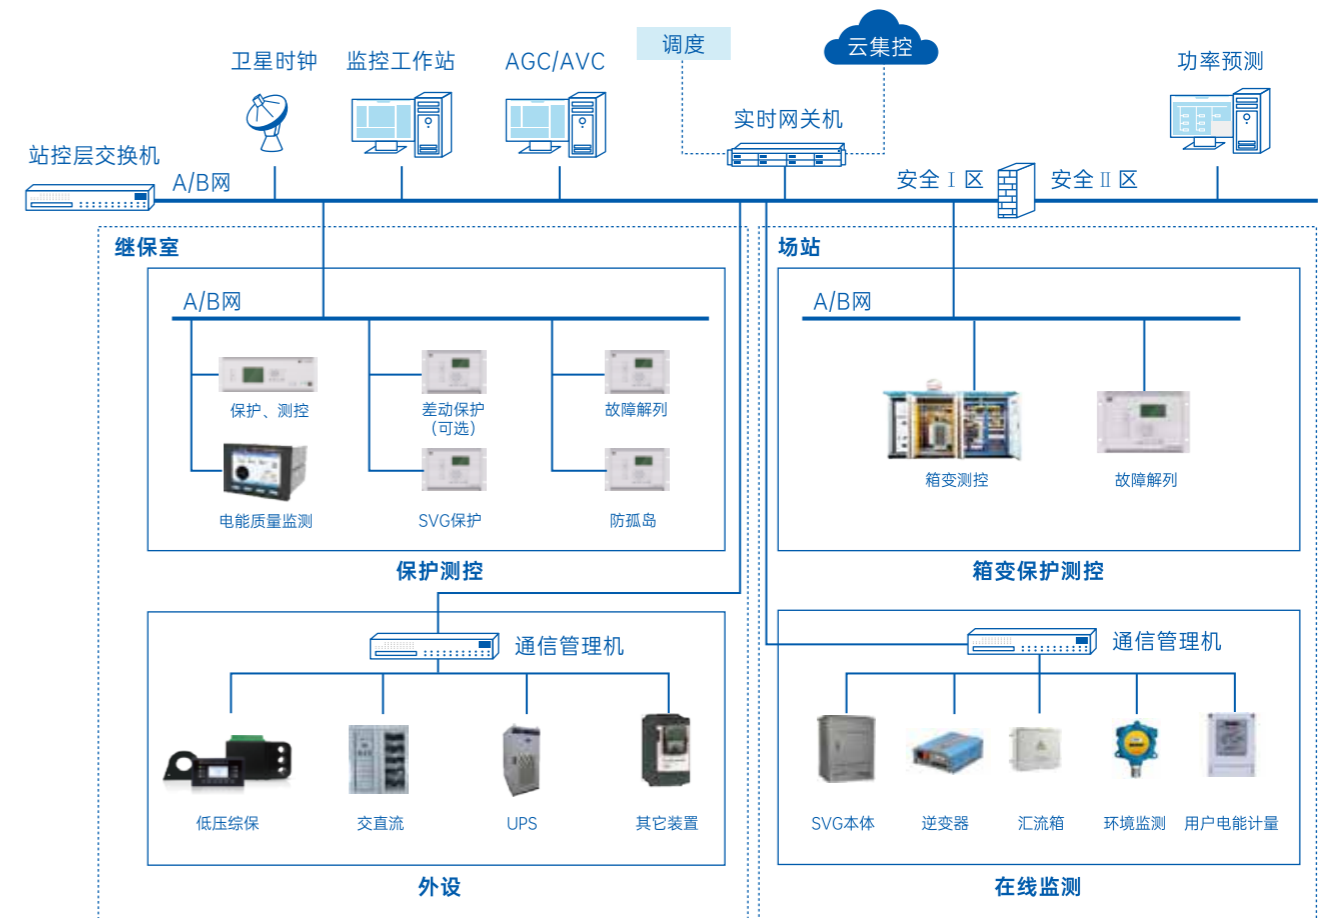 调度
云集控
卫星时钟
监控工作站
AGC/AVC
功率预测
实时网关机
站控层交换机
A/B网
安全 Ⅰ 区
安全 Ⅱ 区
继保室
场站
A/B网
A/B网
保护、测控
差动保护
(可选)
故障解列
箱变测控
故障解列
电能质量监测
SVG保护
防孤岛
保护测控
箱变保护测控
通信管理机
通信管理机
低压综保
交直流
UPS
其它装置
SVG本体
逆变器
汇流箱
环境监测
用户电能计量
外设
在线监测